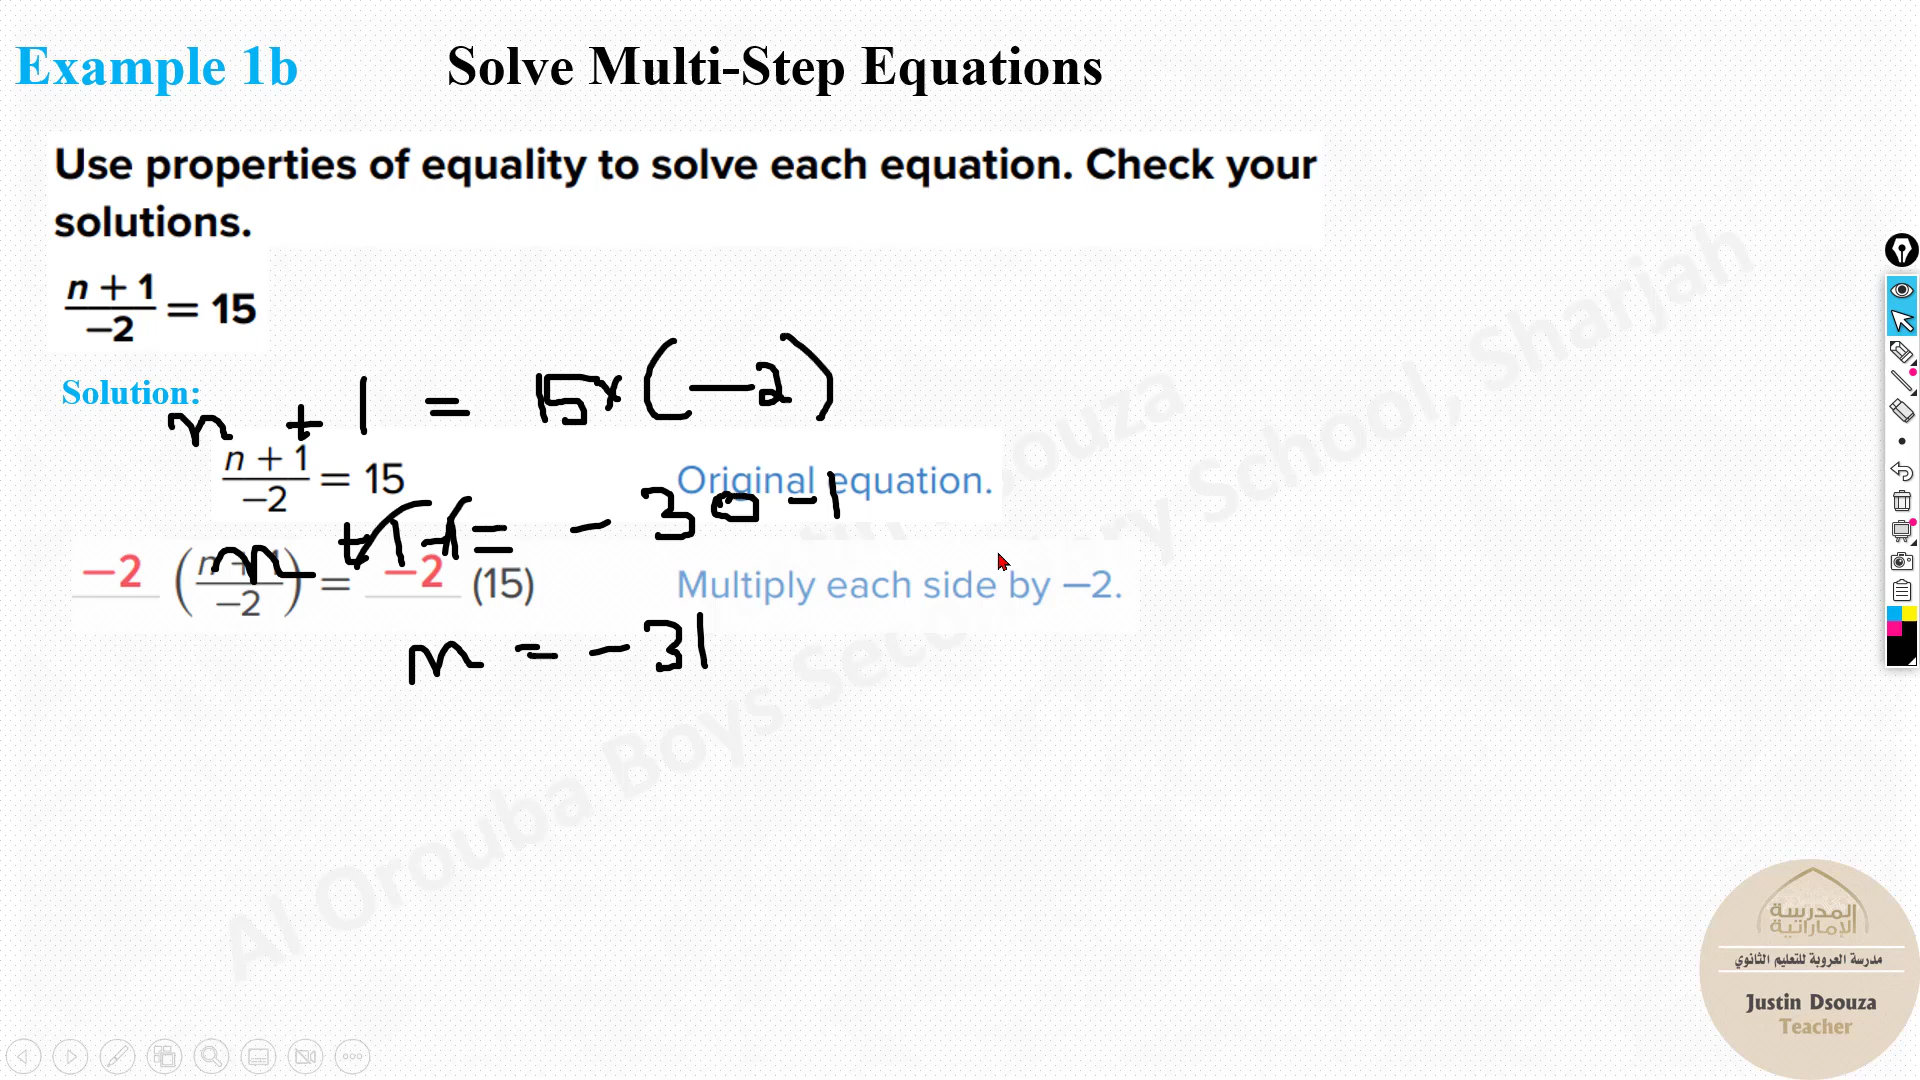 Example 1b Solve Multi-Step Equations
Use properties of equality to solve each equation. Check your
solutions.
n + 1
—— = 15
−2
Solution:
n + 1 = 15 × (−2)
n + 1
—— = 15 Original equation.
−2
n + 1 − 1 = −30 − 1
−2 (n + 1 / −2) = −2 (15) Multiply each side by −2.
n = −31
Al Orouba Boys Secondary School, Sharjah
المدرسة
الإماراتية
مدرسة العروبة للتعليم الثانوي
Justin Dsouza
Teacher